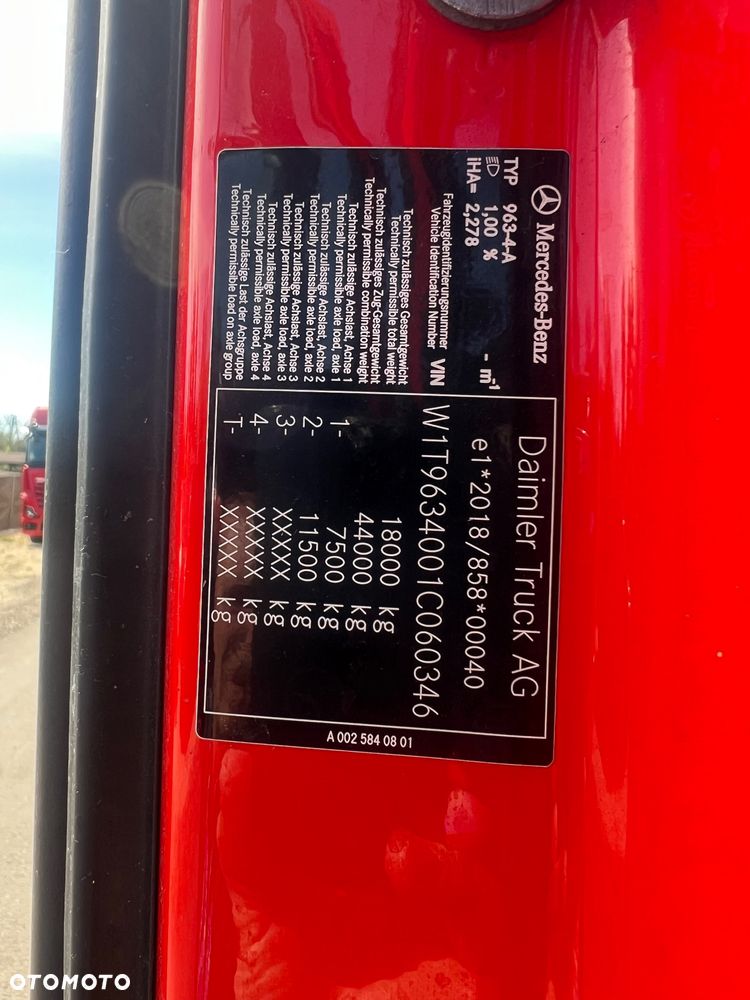 Mercedes-Benz
Daimler Truck AG
TYP 963-4-A
e1*2018/858*00040
1,00 % - m⁻¹
iHA= 2,278
Fahrzeugidentifizierungsnummer
Vehicle Identification Number VIN W1T9634001C060346
Technisch zulässiges Gesamtgewicht
Technically permissible total weight 18000 kg
Technisch zulässiges Zug-Gesamtgewicht
Technically permissible combination weight 44000 kg
Technisch zulässige Achslast, Achse 1
Technically permissible axle load, axle 1 1- 7500 kg
Technisch zulässige Achslast, Achse 2
Technically permissible axle load, axle 2 2- 11500 kg
Technisch zulässige Achslast, Achse 3
Technically permissible axle load, axle 3 3- XXXXX kg
Technisch zulässige Achslast, Achse 4
Technically permissible axle load, axle 4 4- XXXXX kg
Technisch zulässige Last der Achsgruppe
Technically permissible load on axle group T- XXXXX kg
A 002 584 08 01
OTOMOTO